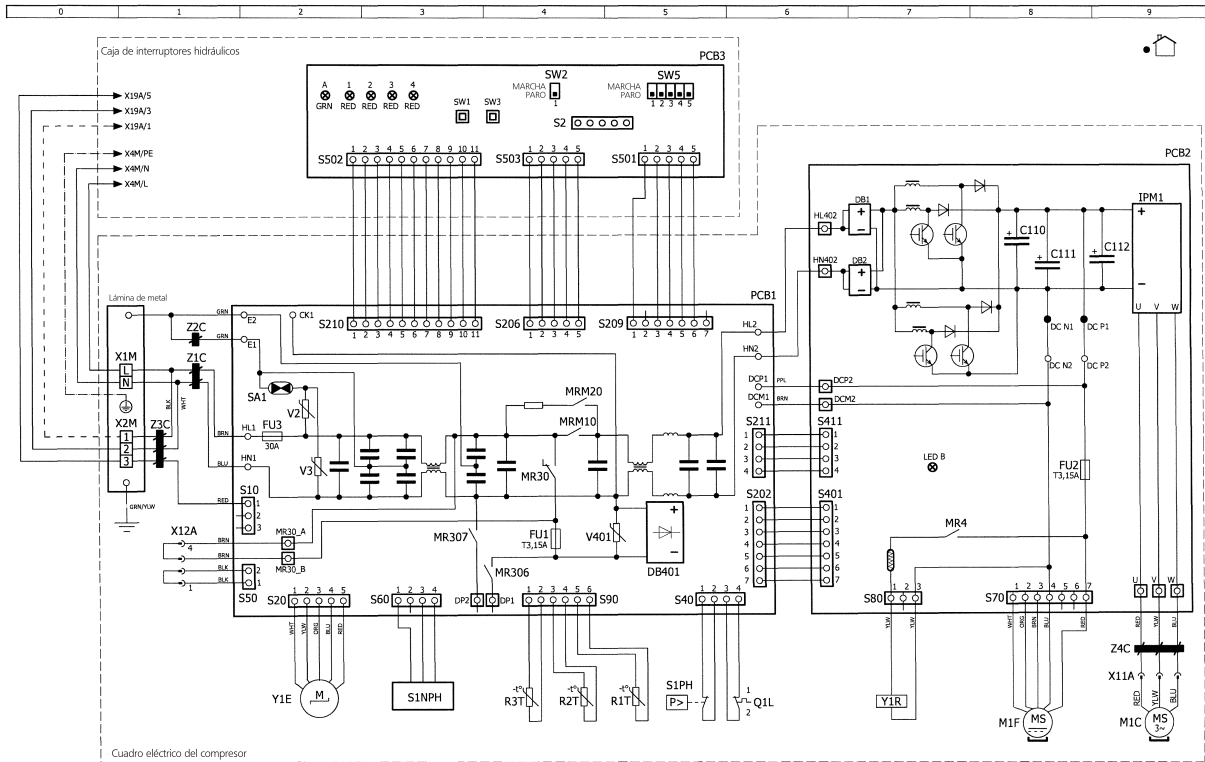 0 1 2 3 4 5 6 7 8 9
Caja de interruptores hidráulicos
PCB3
A 1 2 3 4
GRN RED RED RED RED
SW1
SW3
SW2
MARCHA
PARO
1
SW5
MARCHA
PARO
1 2 3 4 5
S2
S502
1 2 3 4 5 6 7 8 9 10 11
S503
1 2 3 4 5
S501
1 2 3 4 5
X19A/5
X19A/3
X19A/1
X4M/PE
X4M/N
X4M/L
Lámina de metal
X1M
L
N
X2M
1
2
3
GRN/YLW
Z2C
Z1C
Z3C
BLK
WHT
GRN
GRN
BRN
BLU
RED
X12A
4
1
BRN
BRN
BLK
BLK
PCB1
E2
E1
CK1
S210
1 2 3 4 5 6 7 8 9 10 11
S206
1 2 3 4 5
S209
1 2 3 4 5 6 7
HL2
HN2
SA1
V2
HL1
FU3
30A
HN1
V3
MRM20
MRM10
MR30
DCP1
PPL
DCM1
BRN
S211
1
2
3
4
S202
1
2
3
4
5
6
7
S10
1
2
3
MR30_A
MR30_B
S50
2
1
MR307
MR306
FU1
T3,15A
V401
DB401
S20
1 2 3 4 5
S60
1 2 3 4
DP2
DP1
1 2 3 4 5 6
S90
S40
1 2 3 4
WHT
YLW
ORG
BLU
RED
Y1E
M
S1NPH
-t°
R3T
-t°
R2T
-t°
R1T
S1PH
P>
1
Q1L
2
PCB2
HL402
HN402
DB1
DB2
C110
C111
C112
IPM1
U V W
DC N1
DC P1
DC N2
DC P2
DCP2
DCM2
S411
1
2
3
4
S401
1
2
3
4
5
6
7
LED B
FU2
T3,15A
MR4
S80
1 2 3
S70
1 2 3 4 5 6 7
U V W
YLW
YLW
Y1R
WHT
ORG
BRN
BLU
RED
M1F
MS
RED
YLW
BLU
Z4C
X11A
RED
YLW
BLU
M1C
MS
3~
Cuadro eléctrico del compresor